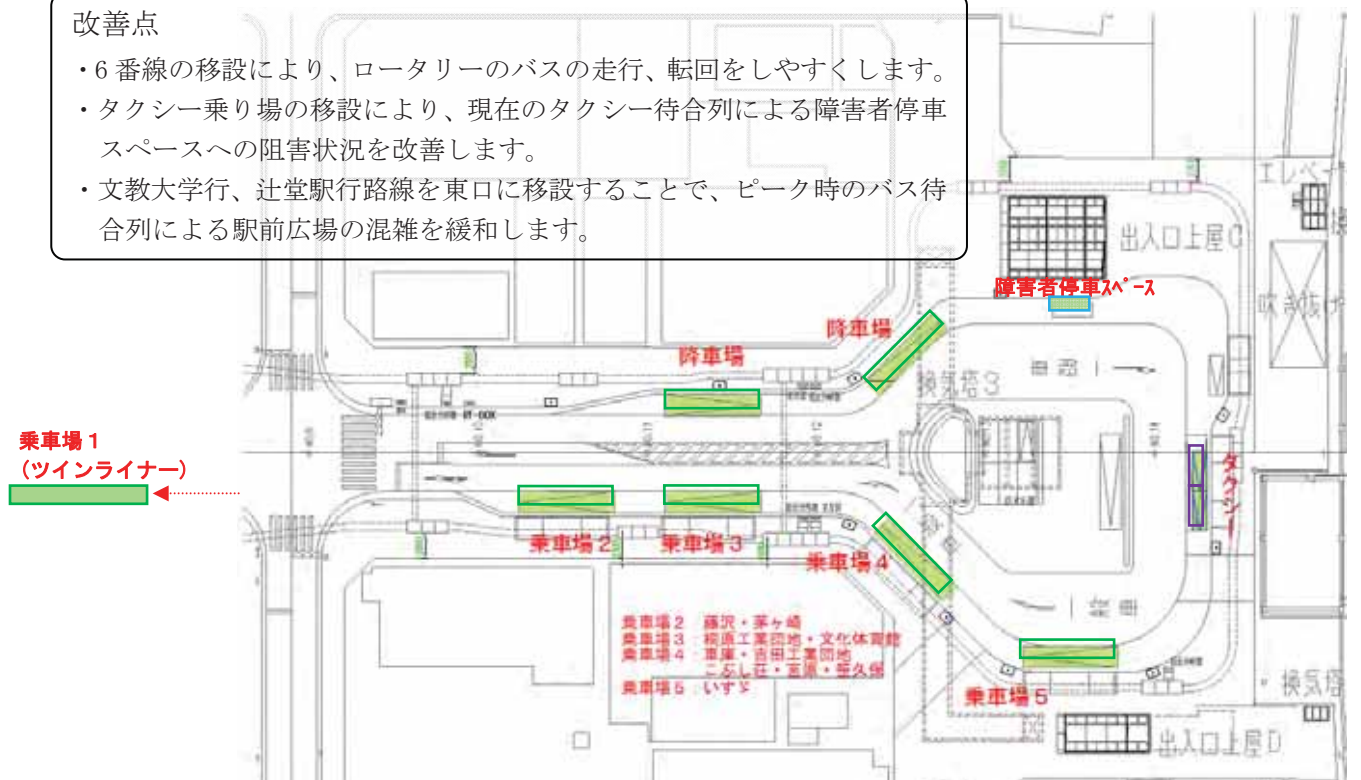 改善点
・6 番線の移設により、ロータリーのバスの走行、転回をしやすくします。
・タクシー乗り場の移設により、現在のタクシー待合列による障害者停車
スペースへの阻害状況を改善します。
・文教大学行、辻堂駅行路線を東口に移設することで、ピーク時のバス待
合列による駅前広場の混雑を緩和します。
エレベー
出入口上屋C
障害者停車スペース
吹き抜け
降車場
降車場
換気塔3
乗車場1
(ツインライナー)
タクシー
乗車場2
乗車場3
乗車場4
一般車
乗車場2 藤沢・茅ヶ崎
乗車場3 桐原工業団地・文化体育館
乗車場4 車庫・吉田工業団地
こぶし荘・宮原・笹久保
乗車場5 いすゞ
乗車場5
換気塔
出入口上屋D